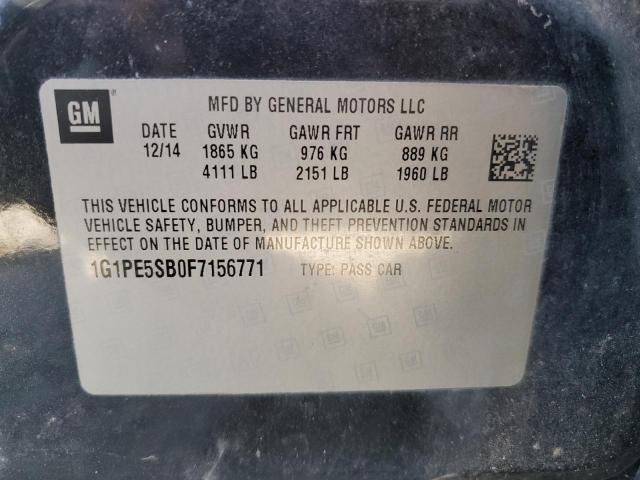 GM®
MFD BY GENERAL MOTORS LLC
DATE GVWR GAWR FRT GAWR RR
12/14 1865 KG 976 KG 889 KG
4111 LB 2151 LB 1960 LB
THIS VEHICLE CONFORMS TO ALL APPLICABLE U.S. FEDERAL MOTOR
VEHICLE SAFETY, BUMPER, AND THEFT PREVENTION STANDARDS IN
EFFECT ON THE DATE OF MANUFACTURE SHOWN ABOVE.
1G1PE5SB0F7156771 TYPE: PASS CAR